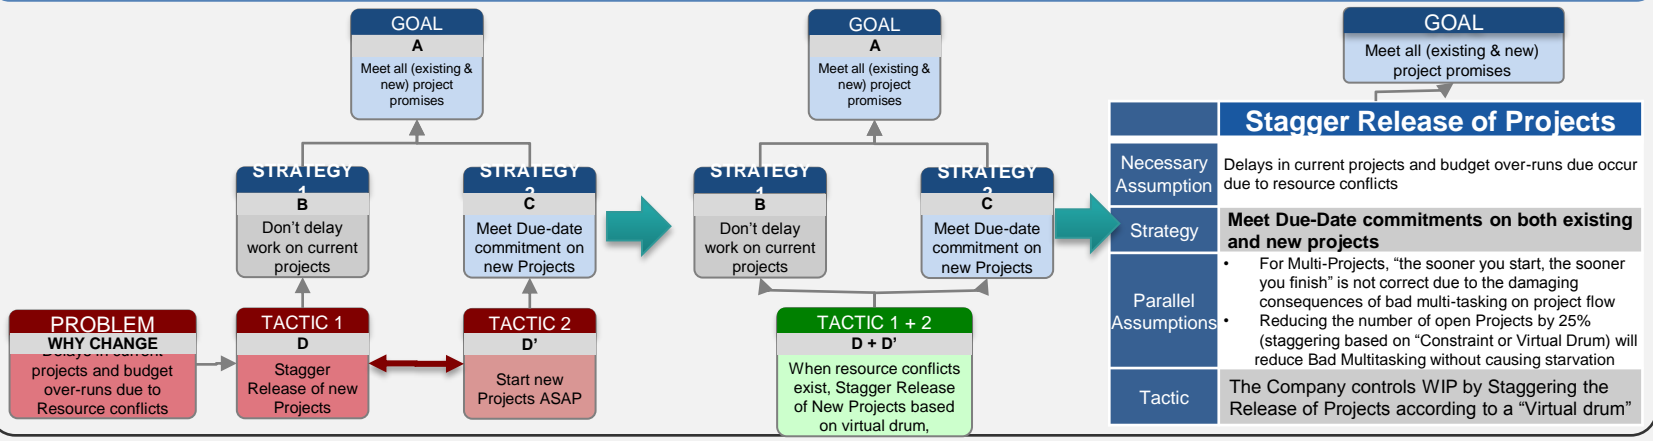 GOAL
A
Meet all (existing &
new) project
promises
STRATEGY
1
B
Don’t delay
work on current
projects
STRATEGY
2
C
Meet Due-date
commitment on
new Projects
PROBLEM
WHY CHANGE
Delays in current
projects and budget
over-runs due to
Resource conflicts
TACTIC 1
D
Stagger
Release of new
Projects
TACTIC 2
D’
Start new
Projects ASAP
GOAL
A
Meet all (existing &
new) project
promises
STRATEGY
1
B
Don’t delay
work on current
projects
STRATEGY
2
C
Meet Due-date
commitment on
new Projects
TACTIC 1 + 2
D + D’
When resource conflicts
exist, Stagger Release
of New Projects based
on virtual drum,
GOAL
Meet all (existing & new)
project promises
Stagger Release of Projects
Necessary
Assumption
Delays in current projects and budget over-runs due occur
due to resource conflicts
Strategy
Meet Due-Date commitments on both existing
and new projects
Parallel
Assumptions
• For Multi-Projects, “the sooner you start, the sooner
you finish” is not correct due to the damaging
consequences of bad multi-tasking on project flow
• Reducing the number of open Projects by 25%
(staggering based on “Constraint or Virtual Drum) will
reduce Bad Multitasking without causing starvation
Tactic
The Company controls WIP by Staggering the
Release of Projects according to a “Virtual drum”